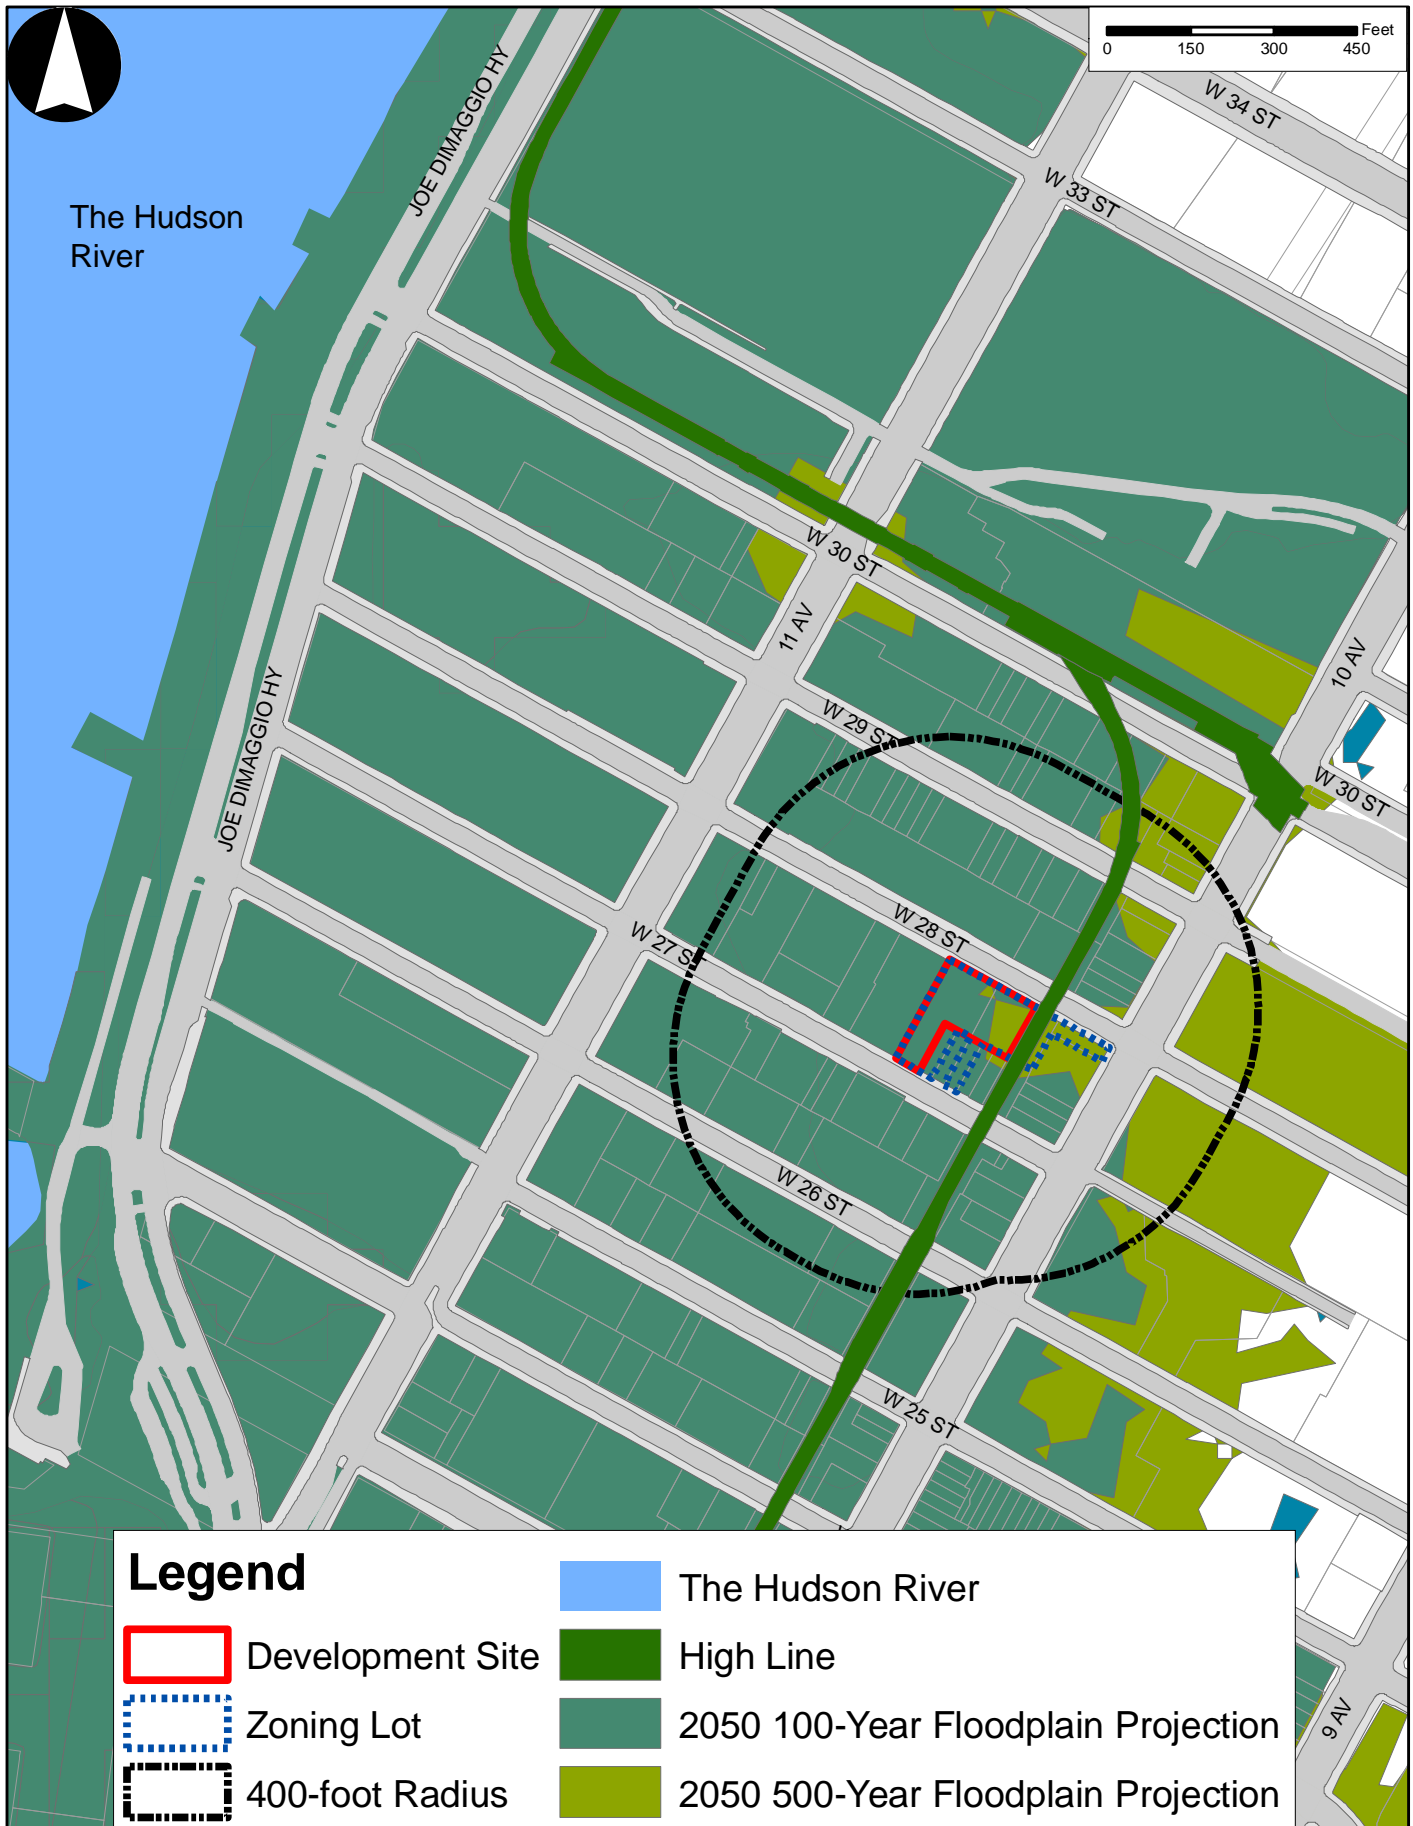 Feet
0 150 300 450
W 34 ST
JOE DIMAGGIO HY
W 33 ST
The Hudson
River
W 30 ST
11 AV
10 AV
JOE DIMAGGIO HY
W 29 ST
W 30 ST
W 28 ST
W 27 ST
W 26 ST
W 25 ST
9 AV
Legend
Development Site
Zoning Lot
400-foot Radius
The Hudson River
High Line
2050 100-Year Floodplain Projection
2050 500-Year Floodplain Projection